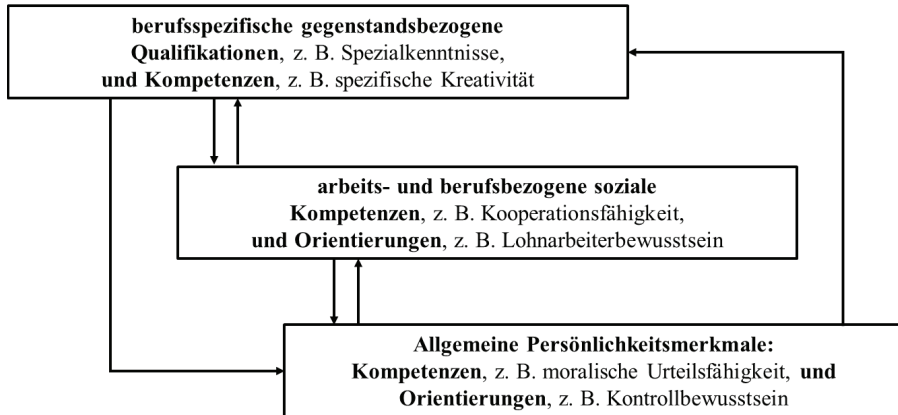 berufsspezifische gegenstandsbezogene
Qualifikationen, z. B. Spezialkenntnisse,
und Kompetenzen, z. B. spezifische Kreativität
arbeits- und berufsbezogene soziale
Kompetenzen, z. B. Kooperationsfähigkeit,
und Orientierungen, z. B. Lohnarbeiterbewusstsein
Allgemeine Persönlichkeitsmerkmale:
Kompetenzen, z. B. moralische Urteilsfähigkeit, und
Orientierungen, z. B. Kontrollbewusstsein